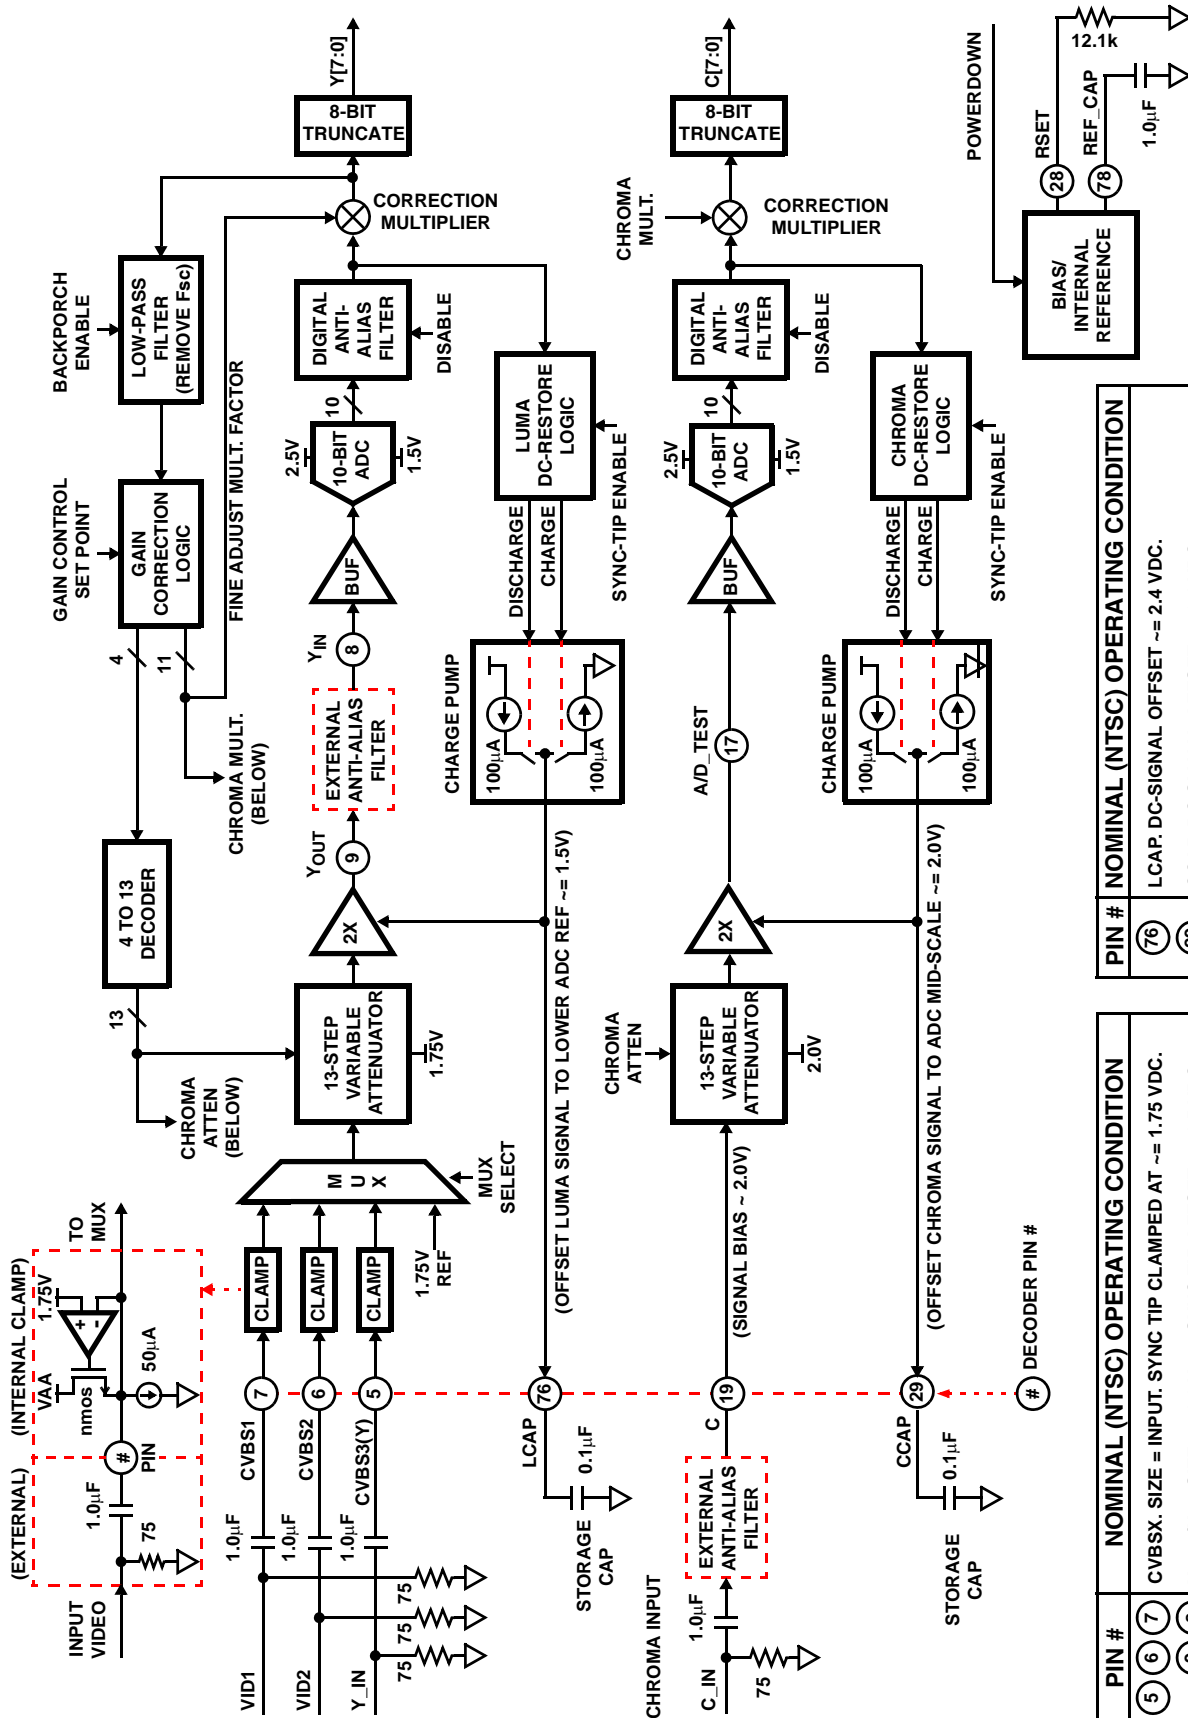 (EXTERNAL)
(INTERNAL CLAMP)
INPUT
VIDEO
75
1.0µF
#
PIN
VAA
nmos
1.75V
+
-
50µA
TO
MUX
CHROMA
ATTEN
(BELOW)
13
4 TO 13
DECODER
CHROMA MULT.
(BELOW)
4
11
GAIN CONTROL
SET POINT
GAIN
CORRECTION
LOGIC
FINE ADJUST MULT. FACTOR
BACKPORCH
ENABLE
LOW-PASS
FILTER
(REMOVE Fsc)
VID1
VID2
Y_IN
75
75
75
1.0µF
1.0µF
1.0µF
CVBS1
CVBS2
CVBS3(Y)
7
6
5
CLAMP
CLAMP
CLAMP
1.75V
REF
M
U
X
MUX
SELECT
13-STEP
VARIABLE
ATTENUATOR
1.75V
2X
YOUT
9
EXTERNAL
ANTI-ALIAS
FILTER
YIN
8
BUF
2.5V
10-BIT
ADC
1.5V
10
DIGITAL
ANTI-
ALIAS
FILTER
DISABLE
CORRECTION
MULTIPLIER
8-BIT
TRUNCATE
Y[7:0]
STORAGE
CAP
0.1µF
LCAP
76
(OFFSET LUMA SIGNAL TO LOWER ADC REF ~= 1.5V)
CHARGE PUMP
100µA
100µA
DISCHARGE
CHARGE
LUMA
DC-RESTORE
LOGIC
SYNC-TIP ENABLE
CHROMA INPUT
C_IN
75
1.0µF
EXTERNAL
ANTI-ALIAS
FILTER
C
19
(SIGNAL BIAS ~ 2.0V)
CHROMA
ATTEN
13-STEP
VARIABLE
ATTENUATOR
2.0V
2X
A/D_TEST
17
BUF
2.5V
10-BIT
ADC
1.5V
10
DIGITAL
ANTI-
ALIAS
FILTER
DISABLE
CHROMA
MULT.
CORRECTION
MULTIPLIER
8-BIT
TRUNCATE
C[7:0]
STORAGE
CAP
0.1µF
CCAP
29
(OFFSET CHROMA SIGNAL TO ADC MID-SCALE ~= 2.0V)
CHARGE PUMP
100µA
100µA
DISCHARGE
CHARGE
CHROMA
DC-RESTORE
LOGIC
SYNC-TIP ENABLE
# DECODER PIN #
POWERDOWN
BIAS/
INTERNAL
REFERENCE
28
RSET
12.1k
78
REF_CAP
1.0µF
PIN # NOMINAL (NTSC) OPERATING CONDITION
5 6 7 CVBSX. SIZE = INPUT. SYNC TIP CLAMPED AT ~= 1.75 VDC.
PIN # NOMINAL (NTSC) OPERATING CONDITION
76 LCAP. DC-SIGNAL OFFSET ~= 2.4 VDC.